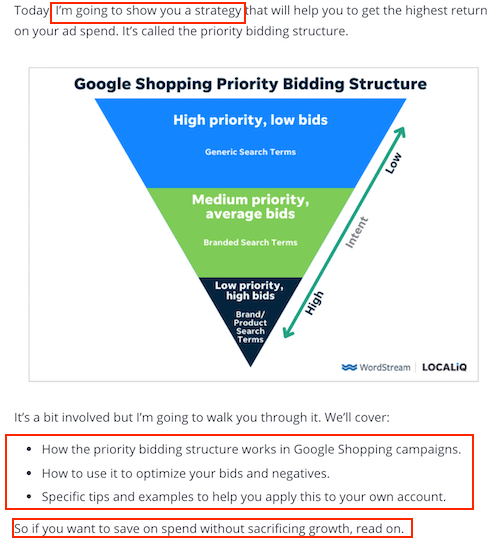 Today I'm going to show you a strategy that will help you to get the highest return
on your ad spend. It's called the priority bidding structure.
Google Shopping Priority Bidding Structure
High priority, low bids
Generic Search Terms
Medium priority,
average bids
Branded Search Terms
Low priority,
high bids
Brand/
Product
Search
Terms
Low
Intent
High
WordStream | LOCALiQ
It's a bit involved but I'm going to walk you through it. We'll cover:
• How the priority bidding structure works in Google Shopping campaigns.
• How to use it to optimize your bids and negatives.
• Specific tips and examples to help you apply this to your own account.
So if you want to save on spend without sacrificing growth, read on.